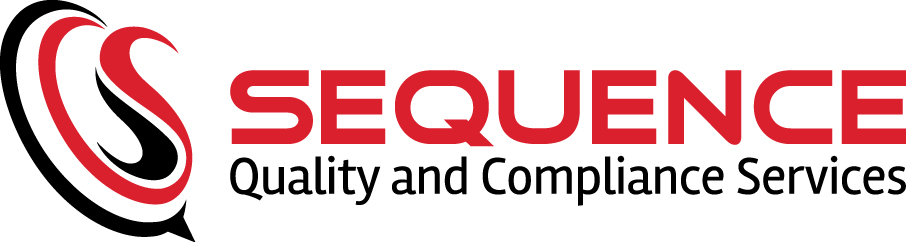 SEQUENCE
Quality and Compliance Services